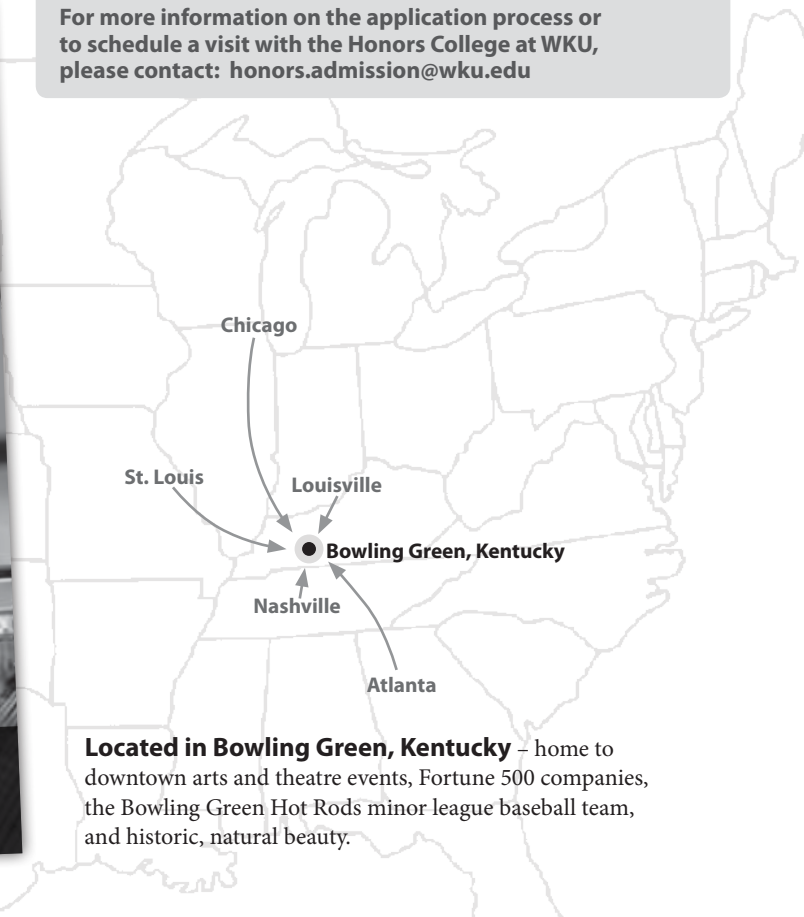 For more information on the application process or
to schedule a visit with the Honors College at WKU,
please contact: honors.admission@wku.edu
Chicago
St. Louis
Louisville
Bowling Green, Kentucky
Nashville
Atlanta
Located in Bowling Green, Kentucky – home to
downtown arts and theatre events, Fortune 500 companies,
the Bowling Green Hot Rods minor league baseball team,
and historic, natural beauty.